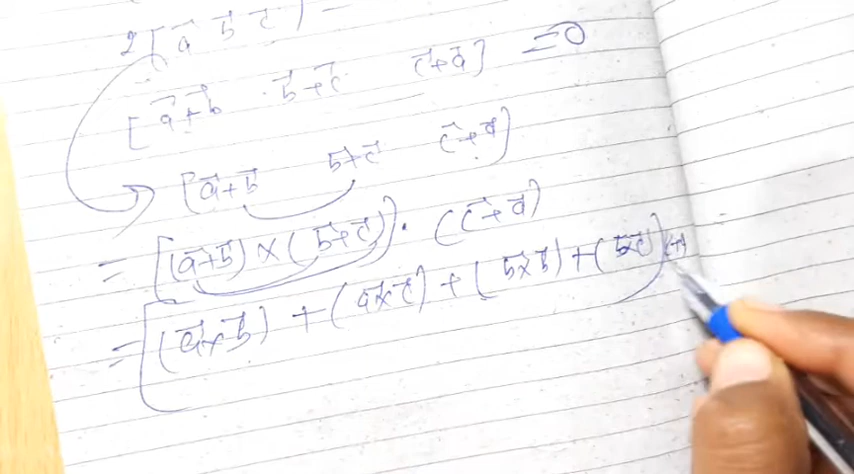 2[a⃗ b⃗ c⃗]
[a⃗+b⃗ b⃗+c⃗ c⃗+a⃗] =0
[a⃗+b⃗ b⃗+c⃗ c⃗+a⃗]
= [(a⃗+b⃗)×(b⃗+c⃗)]·(c⃗+a⃗)
= [(a⃗×b⃗)+(a⃗×c⃗)+(b⃗×b⃗)+(b⃗×c⃗)]